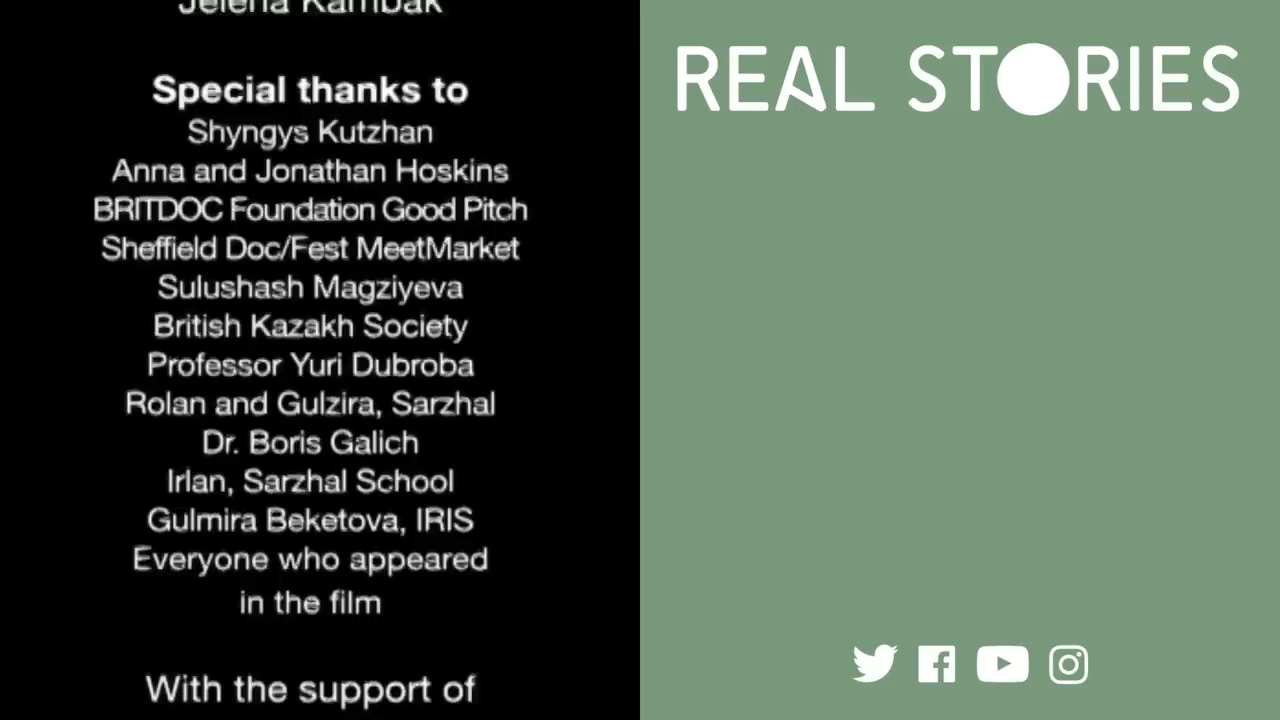 Jelena Kambak
Special thanks to
Shyngys Kutzhan
Anna and Jonathan Hoskins
BRITDOC Foundation Good Pitch
Sheffield Doc/Fest MeetMarket
Sulushash Magziyeva
British Kazakh Society
Professor Yuri Dubroba
Rolan and Gulzira, Sarzhal
Dr. Boris Galich
Irlan, Sarzhal School
Gulmira Beketova, IRIS
Everyone who appeared
in the film
With the support of
REAL STORIES